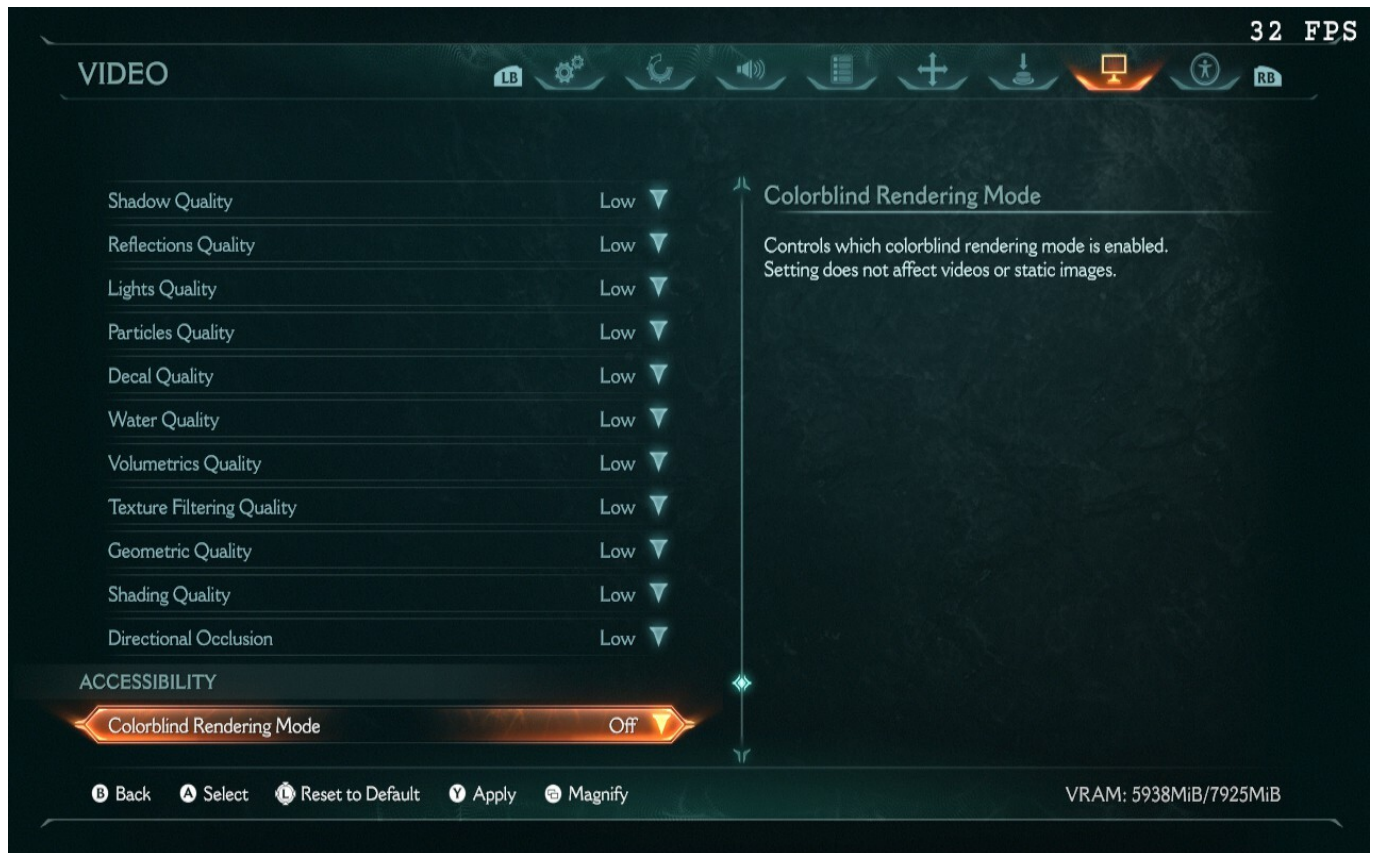 32 FPS
VIDEO
LB
RB
Shadow Quality Low
Reflections Quality Low
Lights Quality Low
Particles Quality Low
Decal Quality Low
Water Quality Low
Volumetrics Quality Low
Texture Filtering Quality Low
Geometric Quality Low
Shading Quality Low
Directional Occlusion Low
ACCESSIBILITY
Colorblind Rendering Mode Off
Colorblind Rendering Mode
Controls which colorblind rendering mode is enabled.
Setting does not affect videos or static images.
B Back A Select L Reset to Default Y Apply Magnify
VRAM: 5938MiB/7925MiB